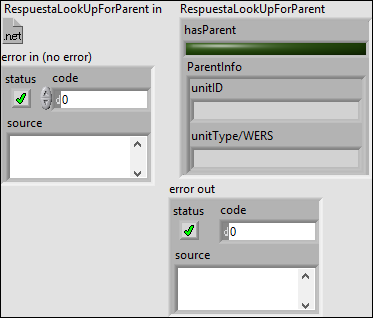 RespuestaLookUpForParent in
.net
error in (no error)
status code
d 0
source
RespuestaLookUpForParent
hasParent
ParentInfo
unitID
unitType/WERS
error out
status code
d 0
source